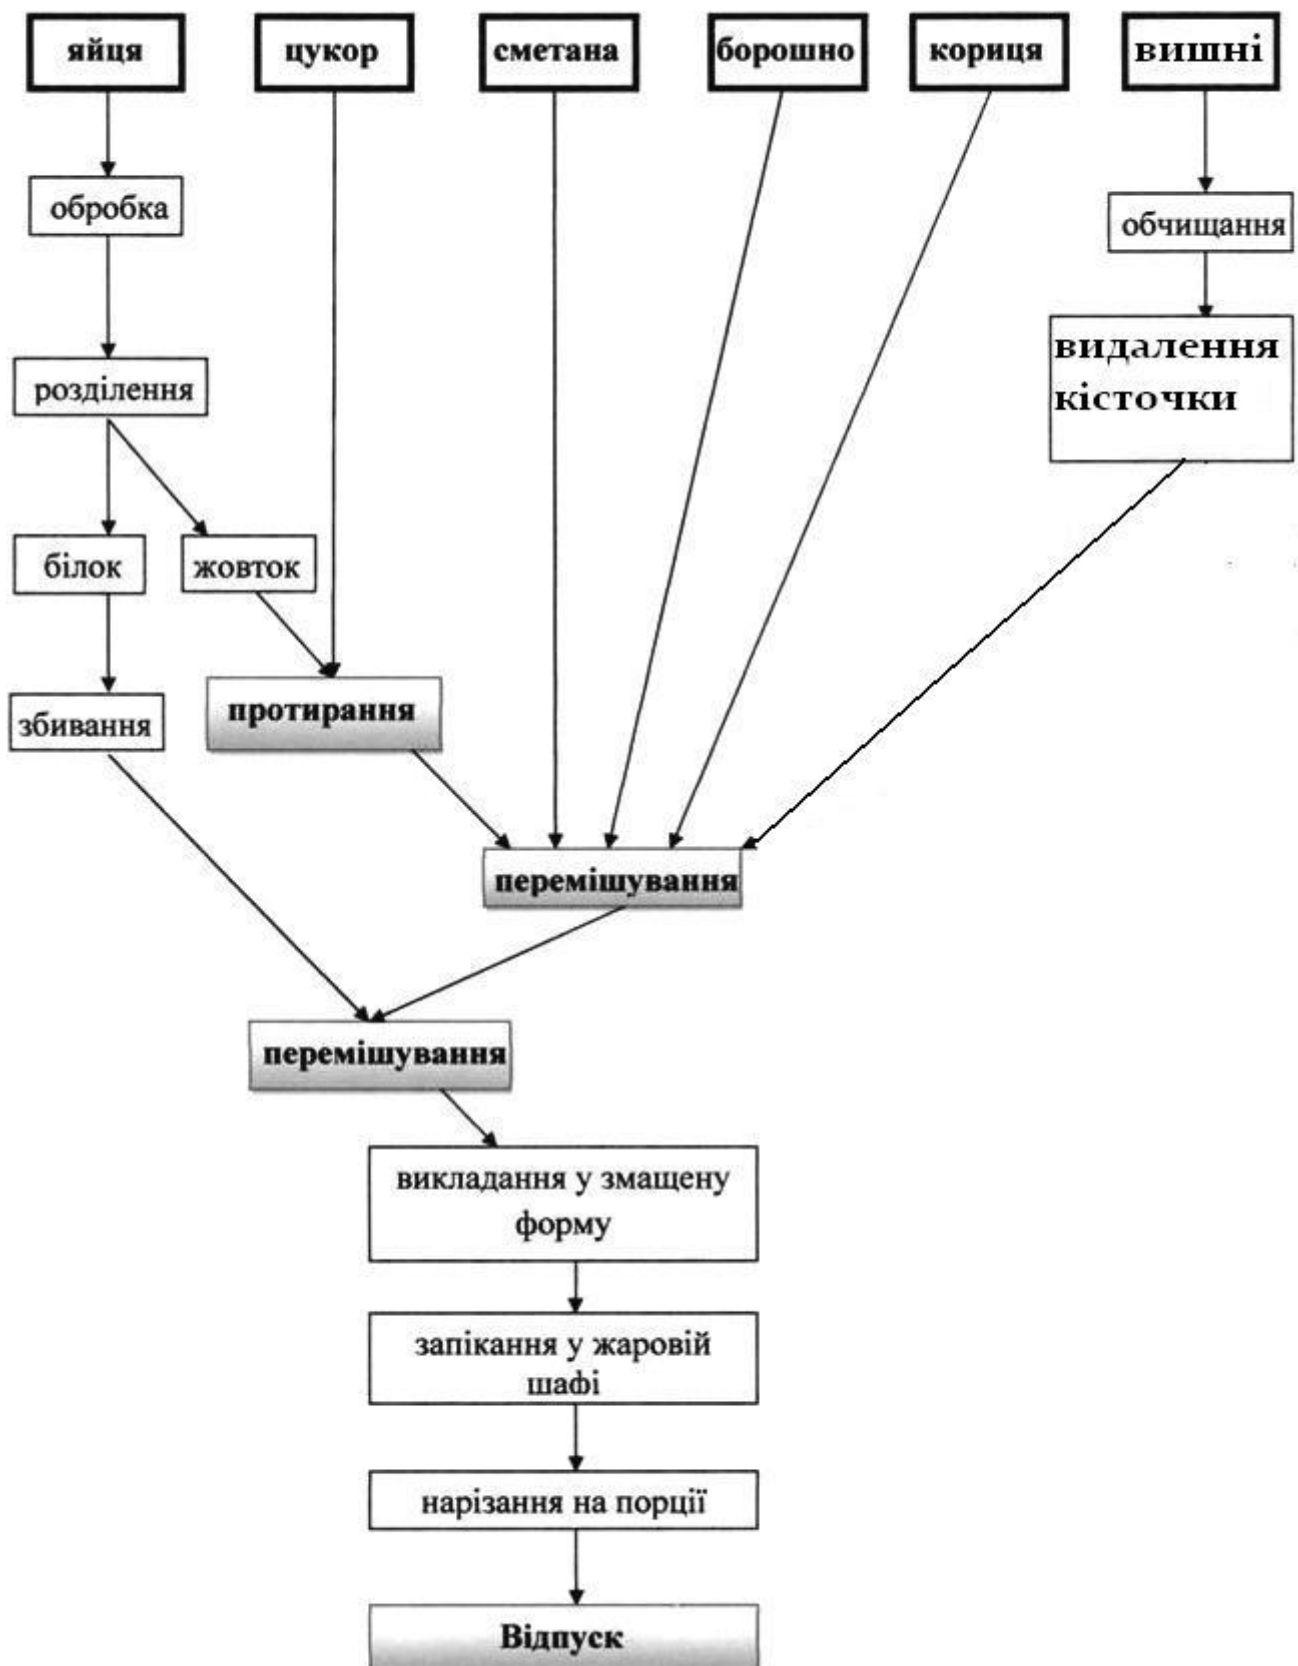 яйця
цукор
сметана
борошно
кориця
вишні
обробка
обчищання
видалення
кісточки
розділення
білок
жовток
збивання
протирання
перемішування
перемішування
викладання у змащену
форму
запікання у жаровій
шафі
нарізання на порції
Відпуск